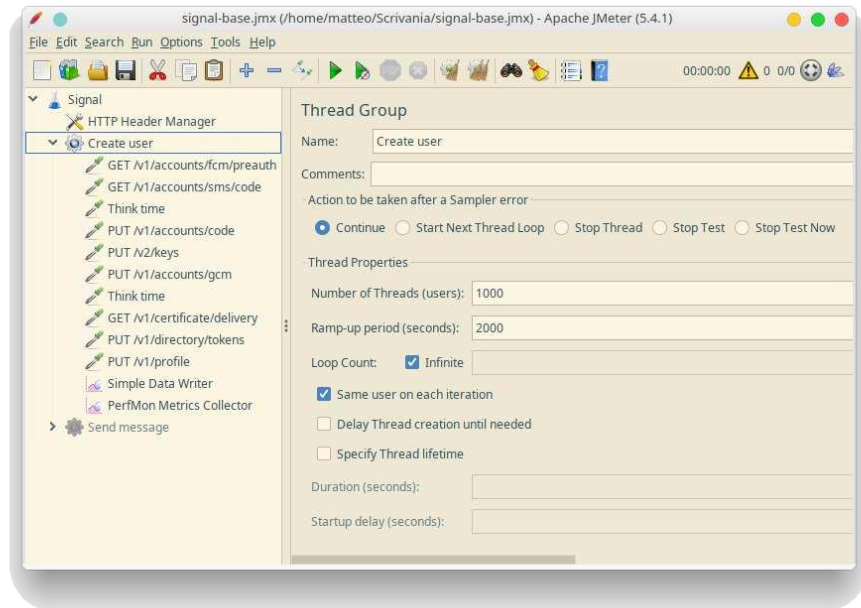 signal-base.jmx (/home/matteo/Scrivania/signal-base.jmx) - Apache JMeter (5.4.1)
File Edit Search Run Options Tools Help
00:00:00 0 0/0
Signal
HTTP Header Manager
Create user
GET /v1/accounts/fcm/preauth
GET /v1/accounts/sms/code
Think time
PUT /v1/accounts/code
PUT /v2/keys
PUT /v1/accounts/gcm
Think time
GET /v1/certificate/delivery
PUT /v1/directory/tokens
PUT /v1/profile
Simple Data Writer
PerfMon Metrics Collector
Send message
Thread Group
Name: Create user
Comments:
Action to be taken after a Sampler error
Continue Start Next Thread Loop Stop Thread Stop Test Stop Test Now
Thread Properties
Number of Threads (users): 1000
Ramp-up period (seconds): 2000
Loop Count: Infinite
Same user on each iteration
Delay Thread creation until needed
Specify Thread lifetime
Duration (seconds):
Startup delay (seconds):